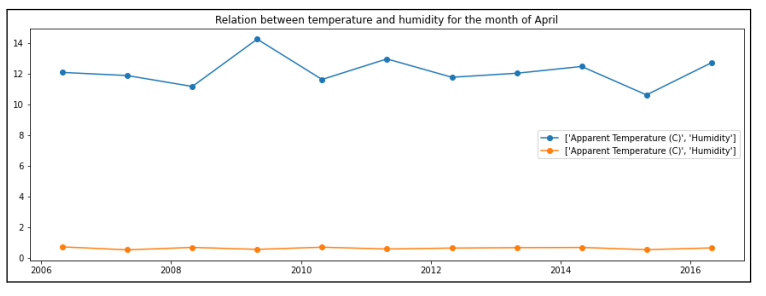 Relation between temperature and humidity for the month of April
14
12
10
8
6
4
2
0
['Apparent Temperature (C)', 'Humidity']
['Apparent Temperature (C)', 'Humidity']
2006 2008 2010 2012 2014 2016